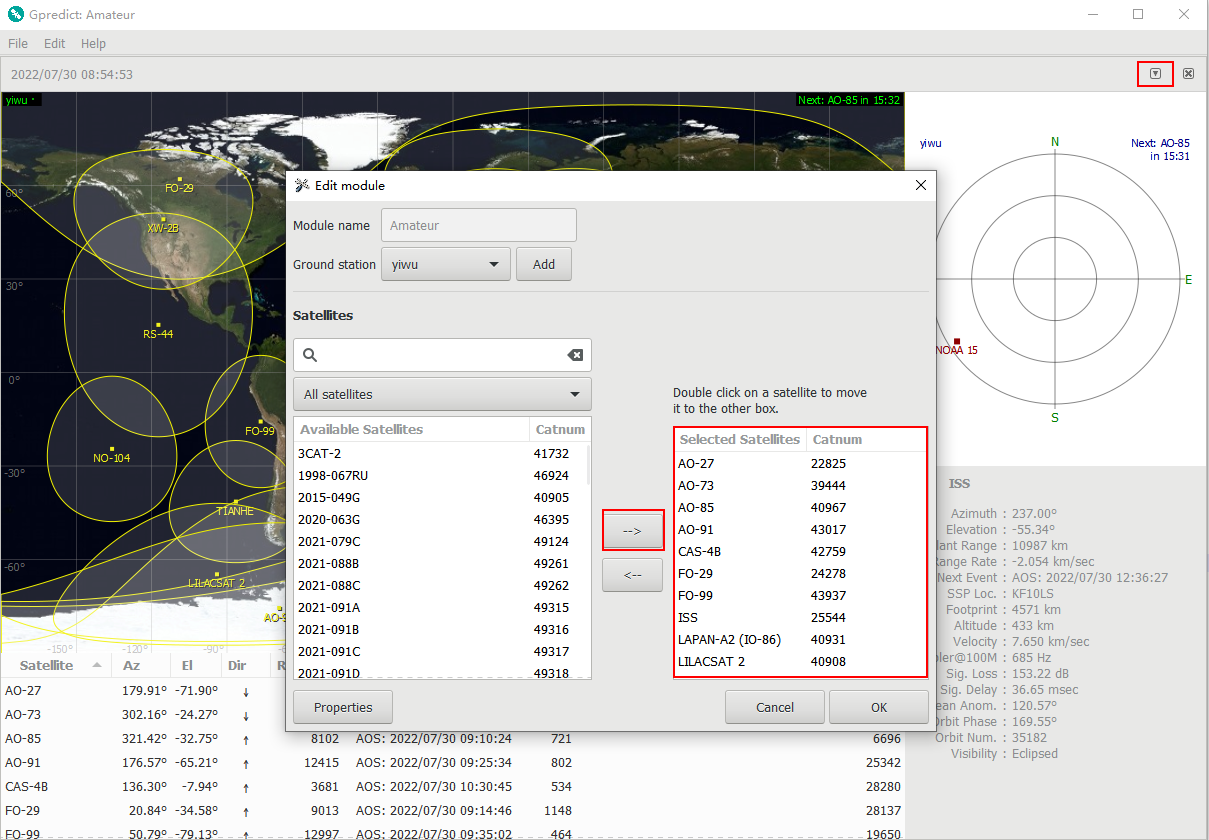 Gpredict: Amateur
File Edit Help
2022/07/30 08:54:53
yiwu
Next: AO-85 in 15:32
60°
30°
0°
-30°
-60°
-150° -120° -90°
FO-29
XW-2B
RS-44
FO-99
NO-104
TIANHE
LILACSAT 2
yiwu
Next: AO-85
in 15:31
N
E
S
NOAA 15
Edit module
Module name Amateur
Ground station yiwu Add
Satellites
All satellites
Available Satellites Catnum
3CAT-2 41732
1998-067RU 46924
2015-049G 40905
2020-063G 46395
2021-079C 49124
2021-088B 49261
2021-088C 49262
2021-091A 49315
2021-091B 49316
2021-091C 49317
2021-091D 49318
-->
<--
Double click on a satellite to move
it to the other box.
Selected Satellites Catnum
AO-27 22825
AO-73 39444
AO-85 40967
AO-91 43017
CAS-4B 42759
FO-29 24278
FO-99 43937
ISS 25544
LAPAN-A2 (IO-86) 40931
LILACSAT 2 40908
Properties Cancel OK
ISS
Azimuth : 237.00°
Elevation : -55.34°
lant Range : 10987 km
Range Rate : -2.054 km/sec
Next Event : AOS: 2022/07/30 12:36:27
SSP Loc. : KF10LS
Footprint : 4571 km
Altitude : 433 km
Velocity : 7.650 km/sec
ler@100M : 685 Hz
Sig. Loss : 153.22 dB
Sig. Delay : 36.65 msec
ean Anom. : 120.57°
Orbit Phase : 169.55°
Orbit Num. : 35182
Visibility : Eclipsed
Satellite Az El Dir
AO-27 179.91° -71.90° ↓
AO-73 302.16° -24.27° ↓
AO-85 321.42° -32.75° ↑ 8102 AOS: 2022/07/30 09:10:24 721 6696
AO-91 176.57° -65.21° ↑ 12415 AOS: 2022/07/30 09:25:34 802 25342
CAS-4B 136.30° -7.94° ↑ 3681 AOS: 2022/07/30 10:30:45 534 28280
FO-29 20.84° -34.58° ↑ 9013 AOS: 2022/07/30 09:14:46 1148 28137
FO-99 50.79° -79.13° ↑ 12997 AOS: 2022/07/30 09:35:02 464 19650